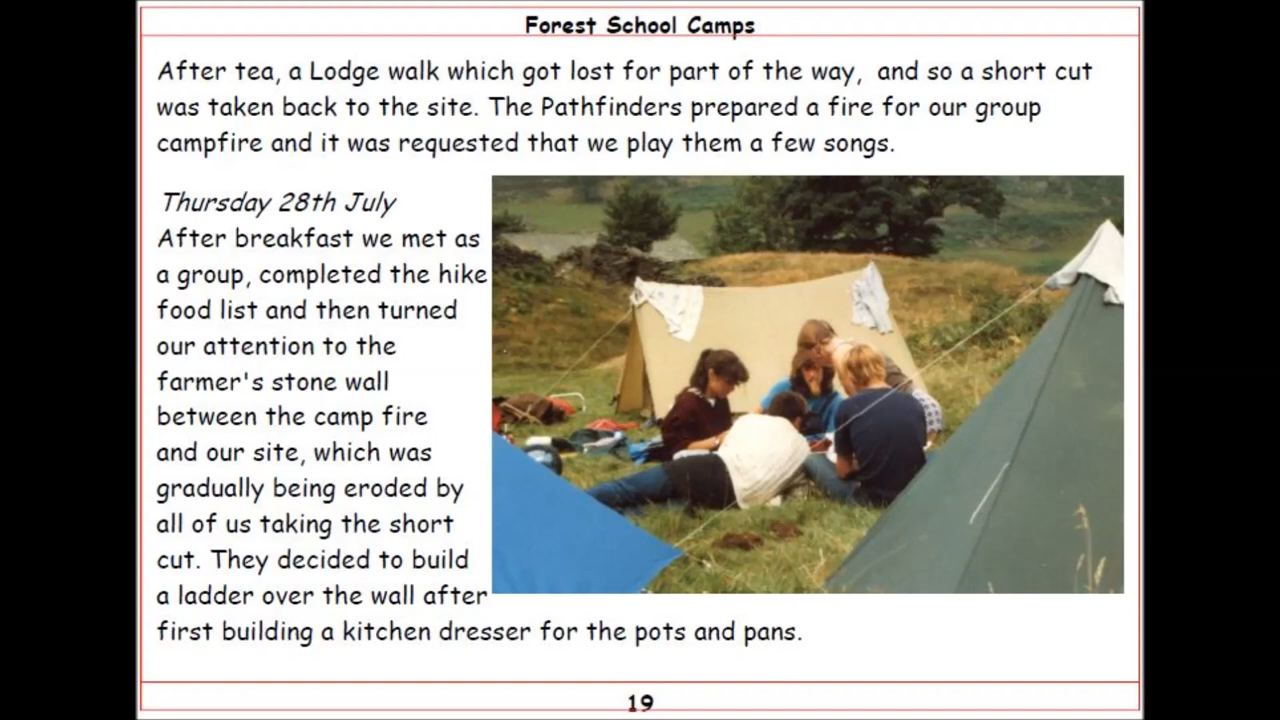 Forest School Camps
After tea, a Lodge walk which got lost for part of the way, and so a short cut
was taken back to the site. The Pathfinders prepared a fire for our group
campfire and it was requested that we play them a few songs.
Thursday 28th July
After breakfast we met as
a group, completed the hike
food list and then turned
our attention to the
farmer's stone wall
between the camp fire
and our site, which was
gradually being eroded by
all of us taking the short
cut. They decided to build
a ladder over the wall after
first building a kitchen dresser for the pots and pans.
19